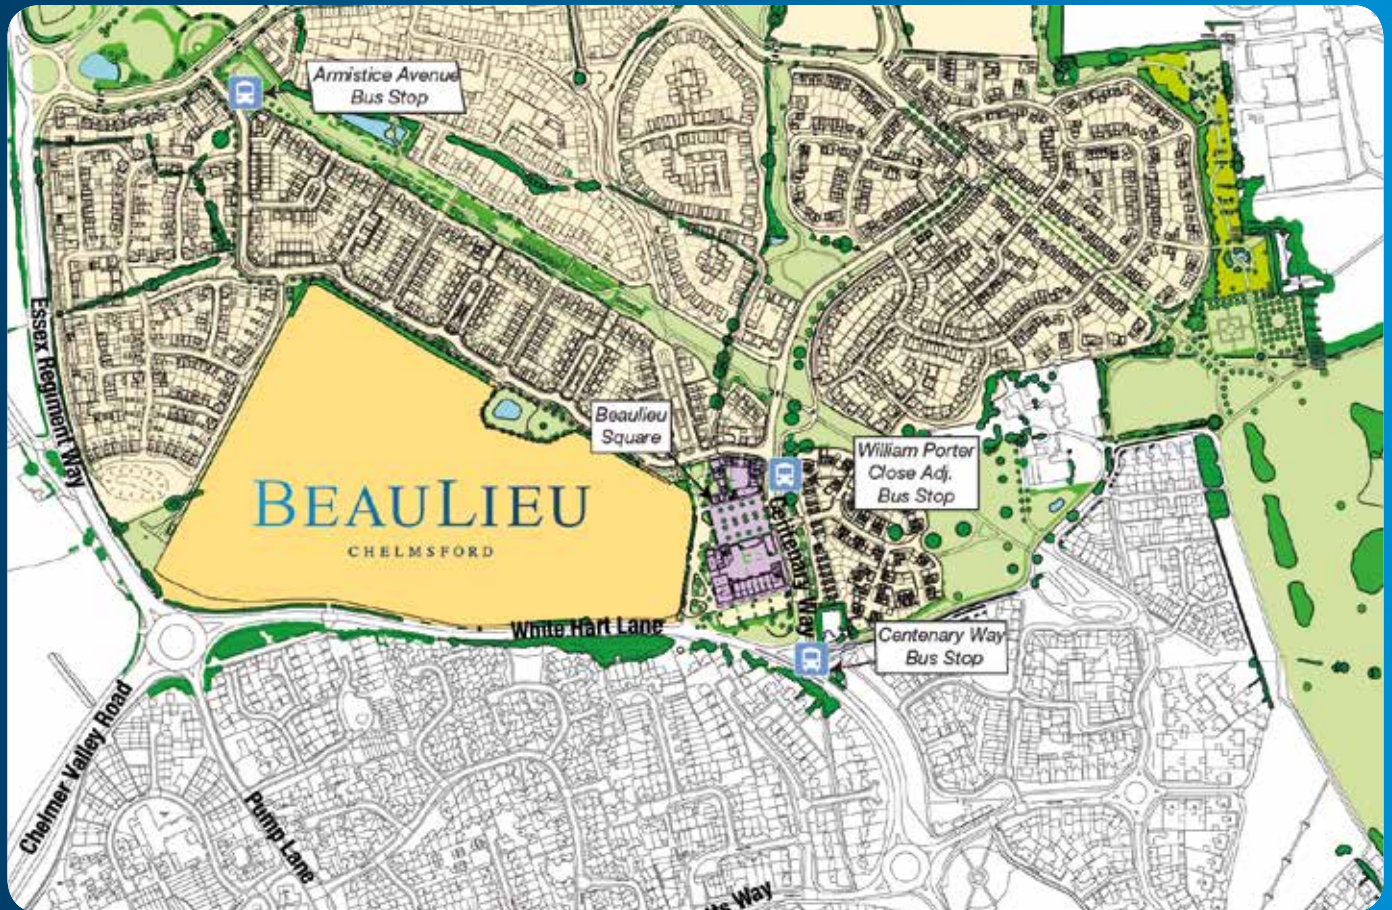 Armistice Avenue
Bus Stop
Essex Regiment Way
Beaulieu
Square
William Porter
Close Adj.
Bus Stop
BEAULIEU
CHELMSFORD
Centenary Way
White Hart Lane
Centenary Way
Bus Stop
Chelmer Valley Road
Pump Lane
Way